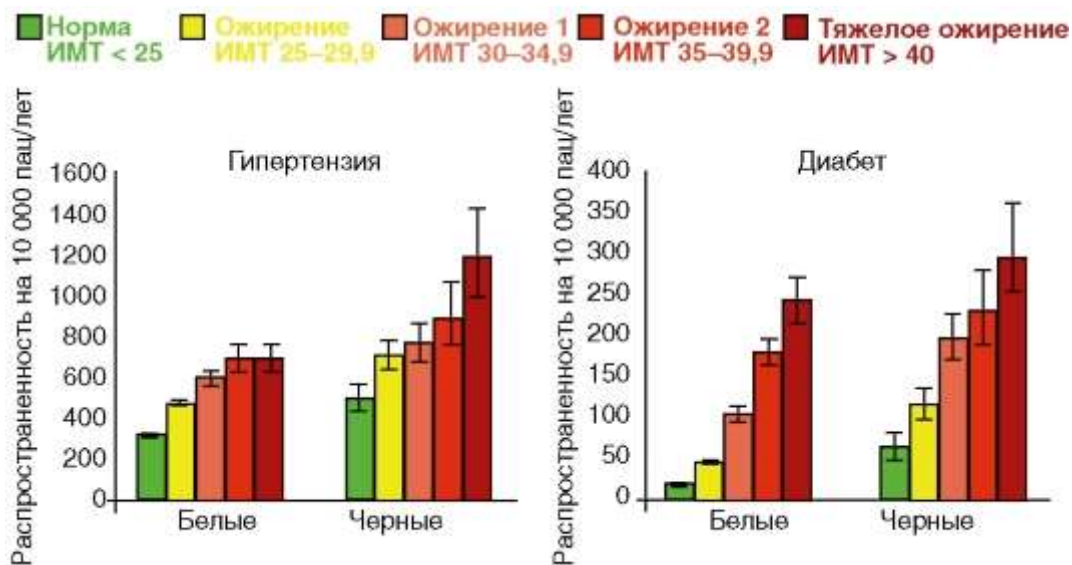 Норма
ИМТ < 25
Ожирение
ИМТ 25–29,9
Ожирение 1
ИМТ 30–34,9
Ожирение 2
ИМТ 35–39,9
Тяжелое ожирение
ИМТ > 40
Распространенность на 10 000 пац/лет
Гипертензия
1600
1400
1200
1000
800
600
400
200
0
Белые
Черные
Распространенность на 10 000 пац/лет
Диабет
400
350
300
250
200
150
100
50
0
Белые
Черные